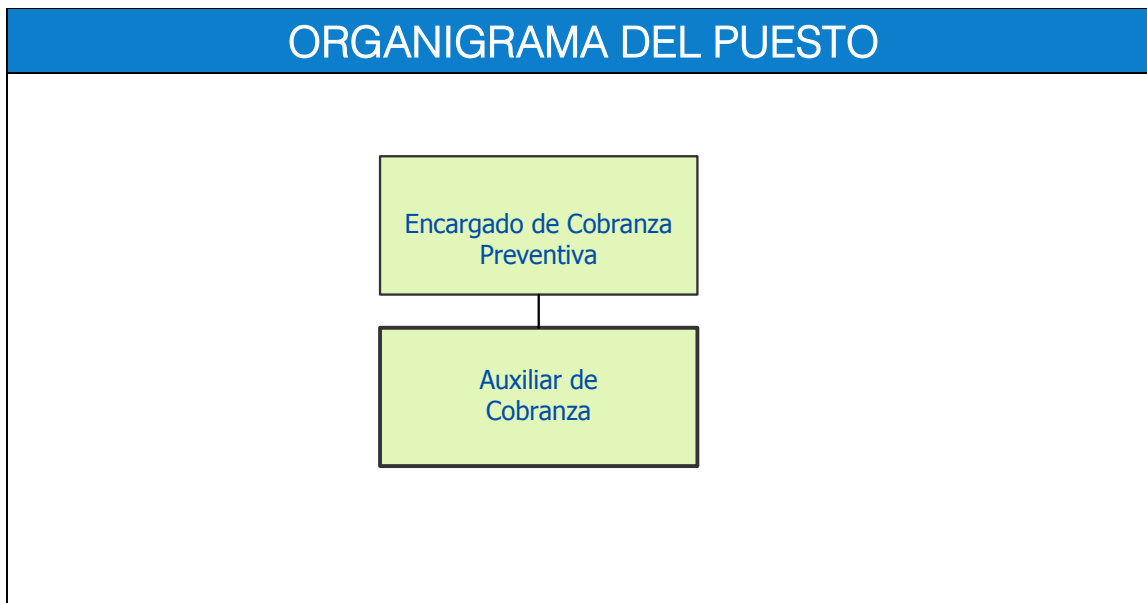 ORGANIGRAMA DEL PUESTO
Encargado de Cobranza
Preventiva
Auxiliar de
Cobranza